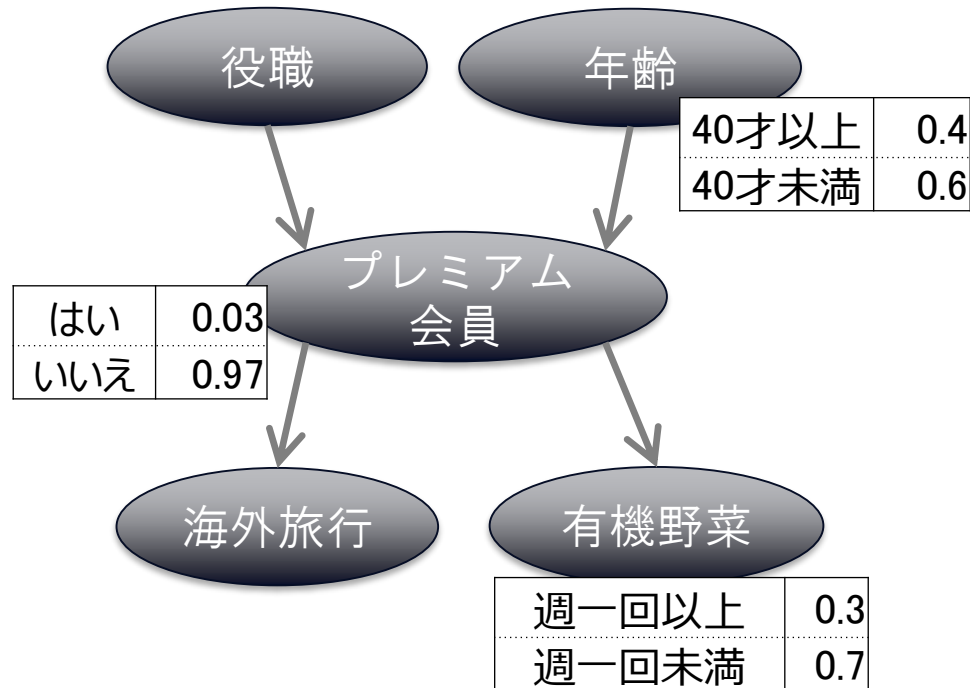 役職
年齢
40才以上 0.4
40才未満 0.6
プレミアム
会員
はい 0.03
いいえ 0.97
海外旅行
有機野菜
週一回以上 0.3
週一回未満 0.7